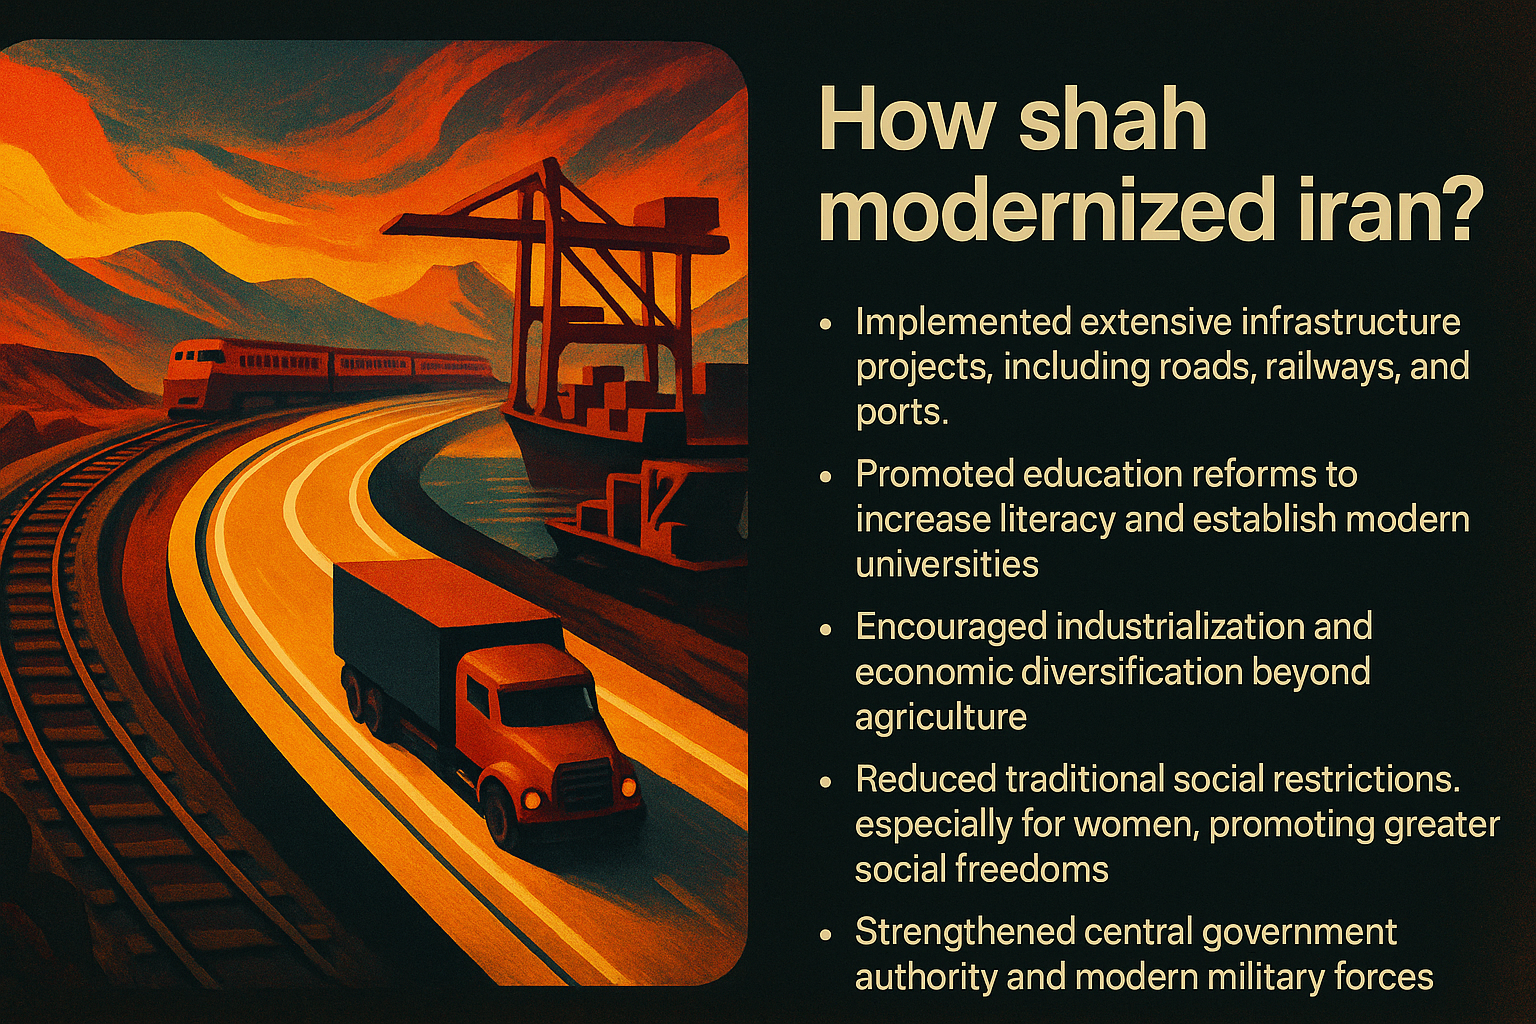 How shah
modernized iran?
• Implemented extensive infrastructure
projects, including roads, railways, and
ports.
• Promoted education reforms to
increase literacy and establish modern
universities
• Encouraged industrialization and
economic diversification beyond
agriculture
• Reduced traditional social restrictions.
especially for women, promoting greater
social freedoms
• Strengthened central government
authority and modern military forces